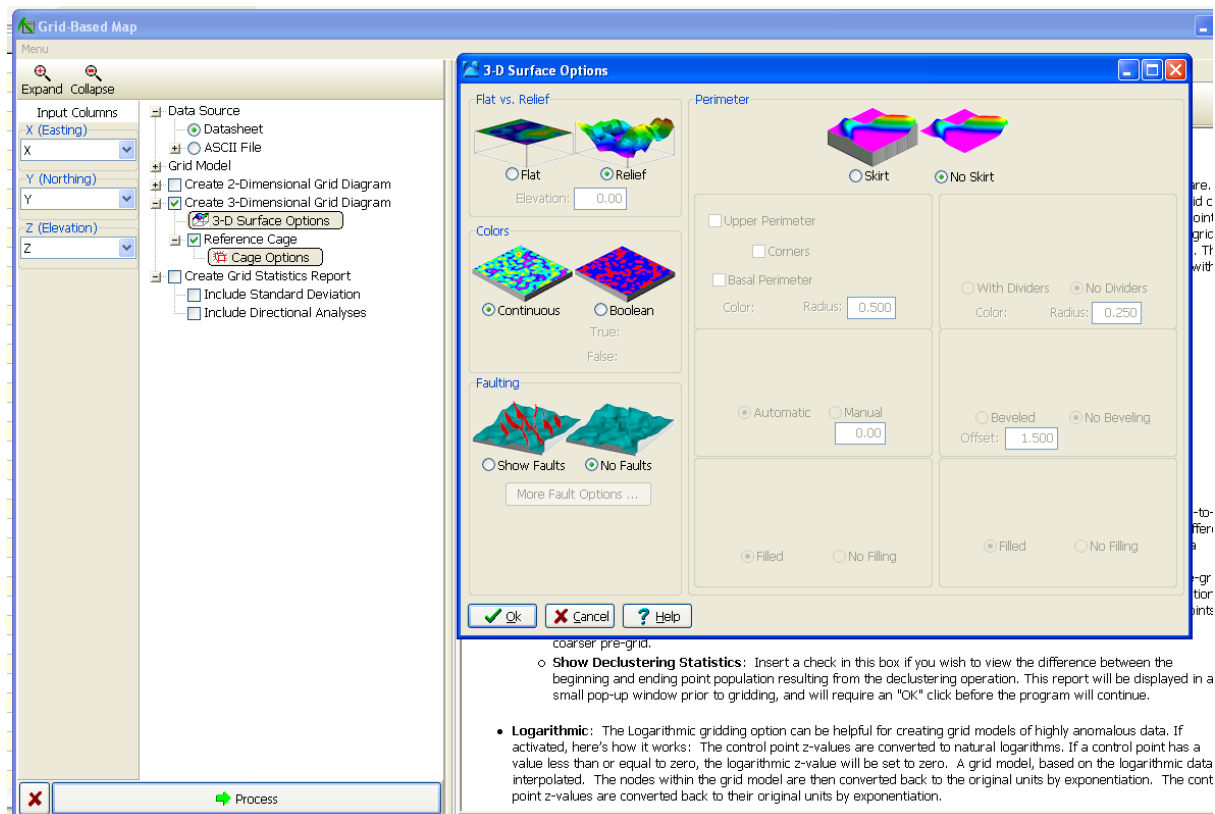 Grid-Based Map
Menu
Expand Collapse
Input Columns
X (Easting)
X
Y (Northing)
Y
Z (Elevation)
Z
Data Source
Datasheet
ASCII File
Grid Model
Create 2-Dimensional Grid Diagram
Create 3-Dimensional Grid Diagram
3-D Surface Options
Reference Cage
Cage Options
Create Grid Statistics Report
Include Standard Deviation
Include Directional Analyses
Process
3-D Surface Options
Flat vs. Relief
Flat Relief
Elevation: 0.00
Colors
Continuous Boolean
True:
False:
Faulting
Show Faults No Faults
More Fault Options ...
Perimeter
Skirt No Skirt
Upper Perimeter
Corners
Basal Perimeter
Color: Radius: 0.500
With Dividers No Dividers
Color: Radius: 0.250
Automatic Manual
0.00
Beveled No Beveling
Offset: 1.500
Filled No Filling
Filled No Filling
Ok Cancel Help
are.
id c
oint
grid
. Th
with
-to-
ffere
a
e-gr
tion
oints
coarser pre-grid.
o Show Declustering Statistics: Insert a check in this box if you wish to view the difference between the
beginning and ending point population resulting from the declustering operation. This report will be displayed in a
small pop-up window prior to gridding, and will require an "OK" click before the program will continue.
• Logarithmic: The Logarithmic gridding option can be helpful for creating grid models of highly anomalous data. If
activated, here's how it works: The control point z-values are converted to natural logarithms. If a control point has a
value less than or equal to zero, the logarithmic z-value will be set to zero. A grid model, based on the logarithmic data
interpolated. The nodes within the grid model are then converted back to the original units by exponentiation. The cont
point z-values are converted back to their original units by exponentiation.